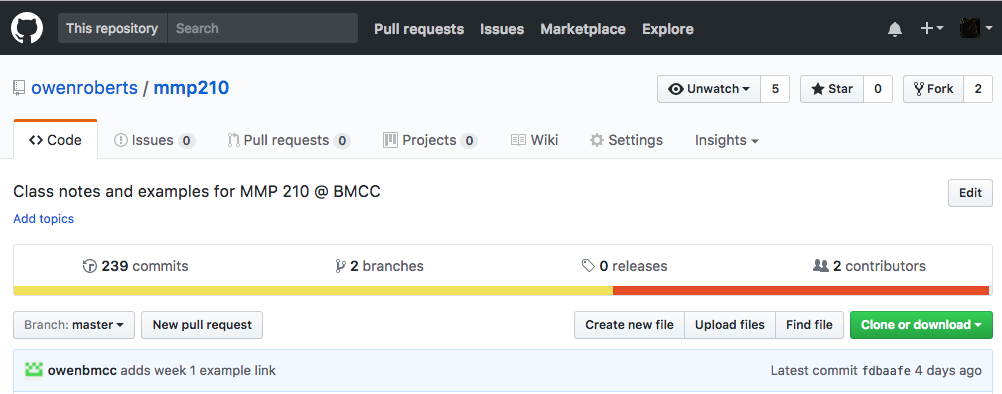 This repository Search Pull requests Issues Marketplace Explore
owenroberts / mmp210 Unwatch 5 Star 0 Fork 2
Code Issues 0 Pull requests 0 Projects 0 Wiki Settings Insights
Class notes and examples for MMP 210 @ BMCC Edit
Add topics
239 commits 2 branches 0 releases 2 contributors
Branch: master New pull request Create new file Upload files Find file Clone or download
owenbmcc adds week 1 example link Latest commit fdbaafe 4 days ago